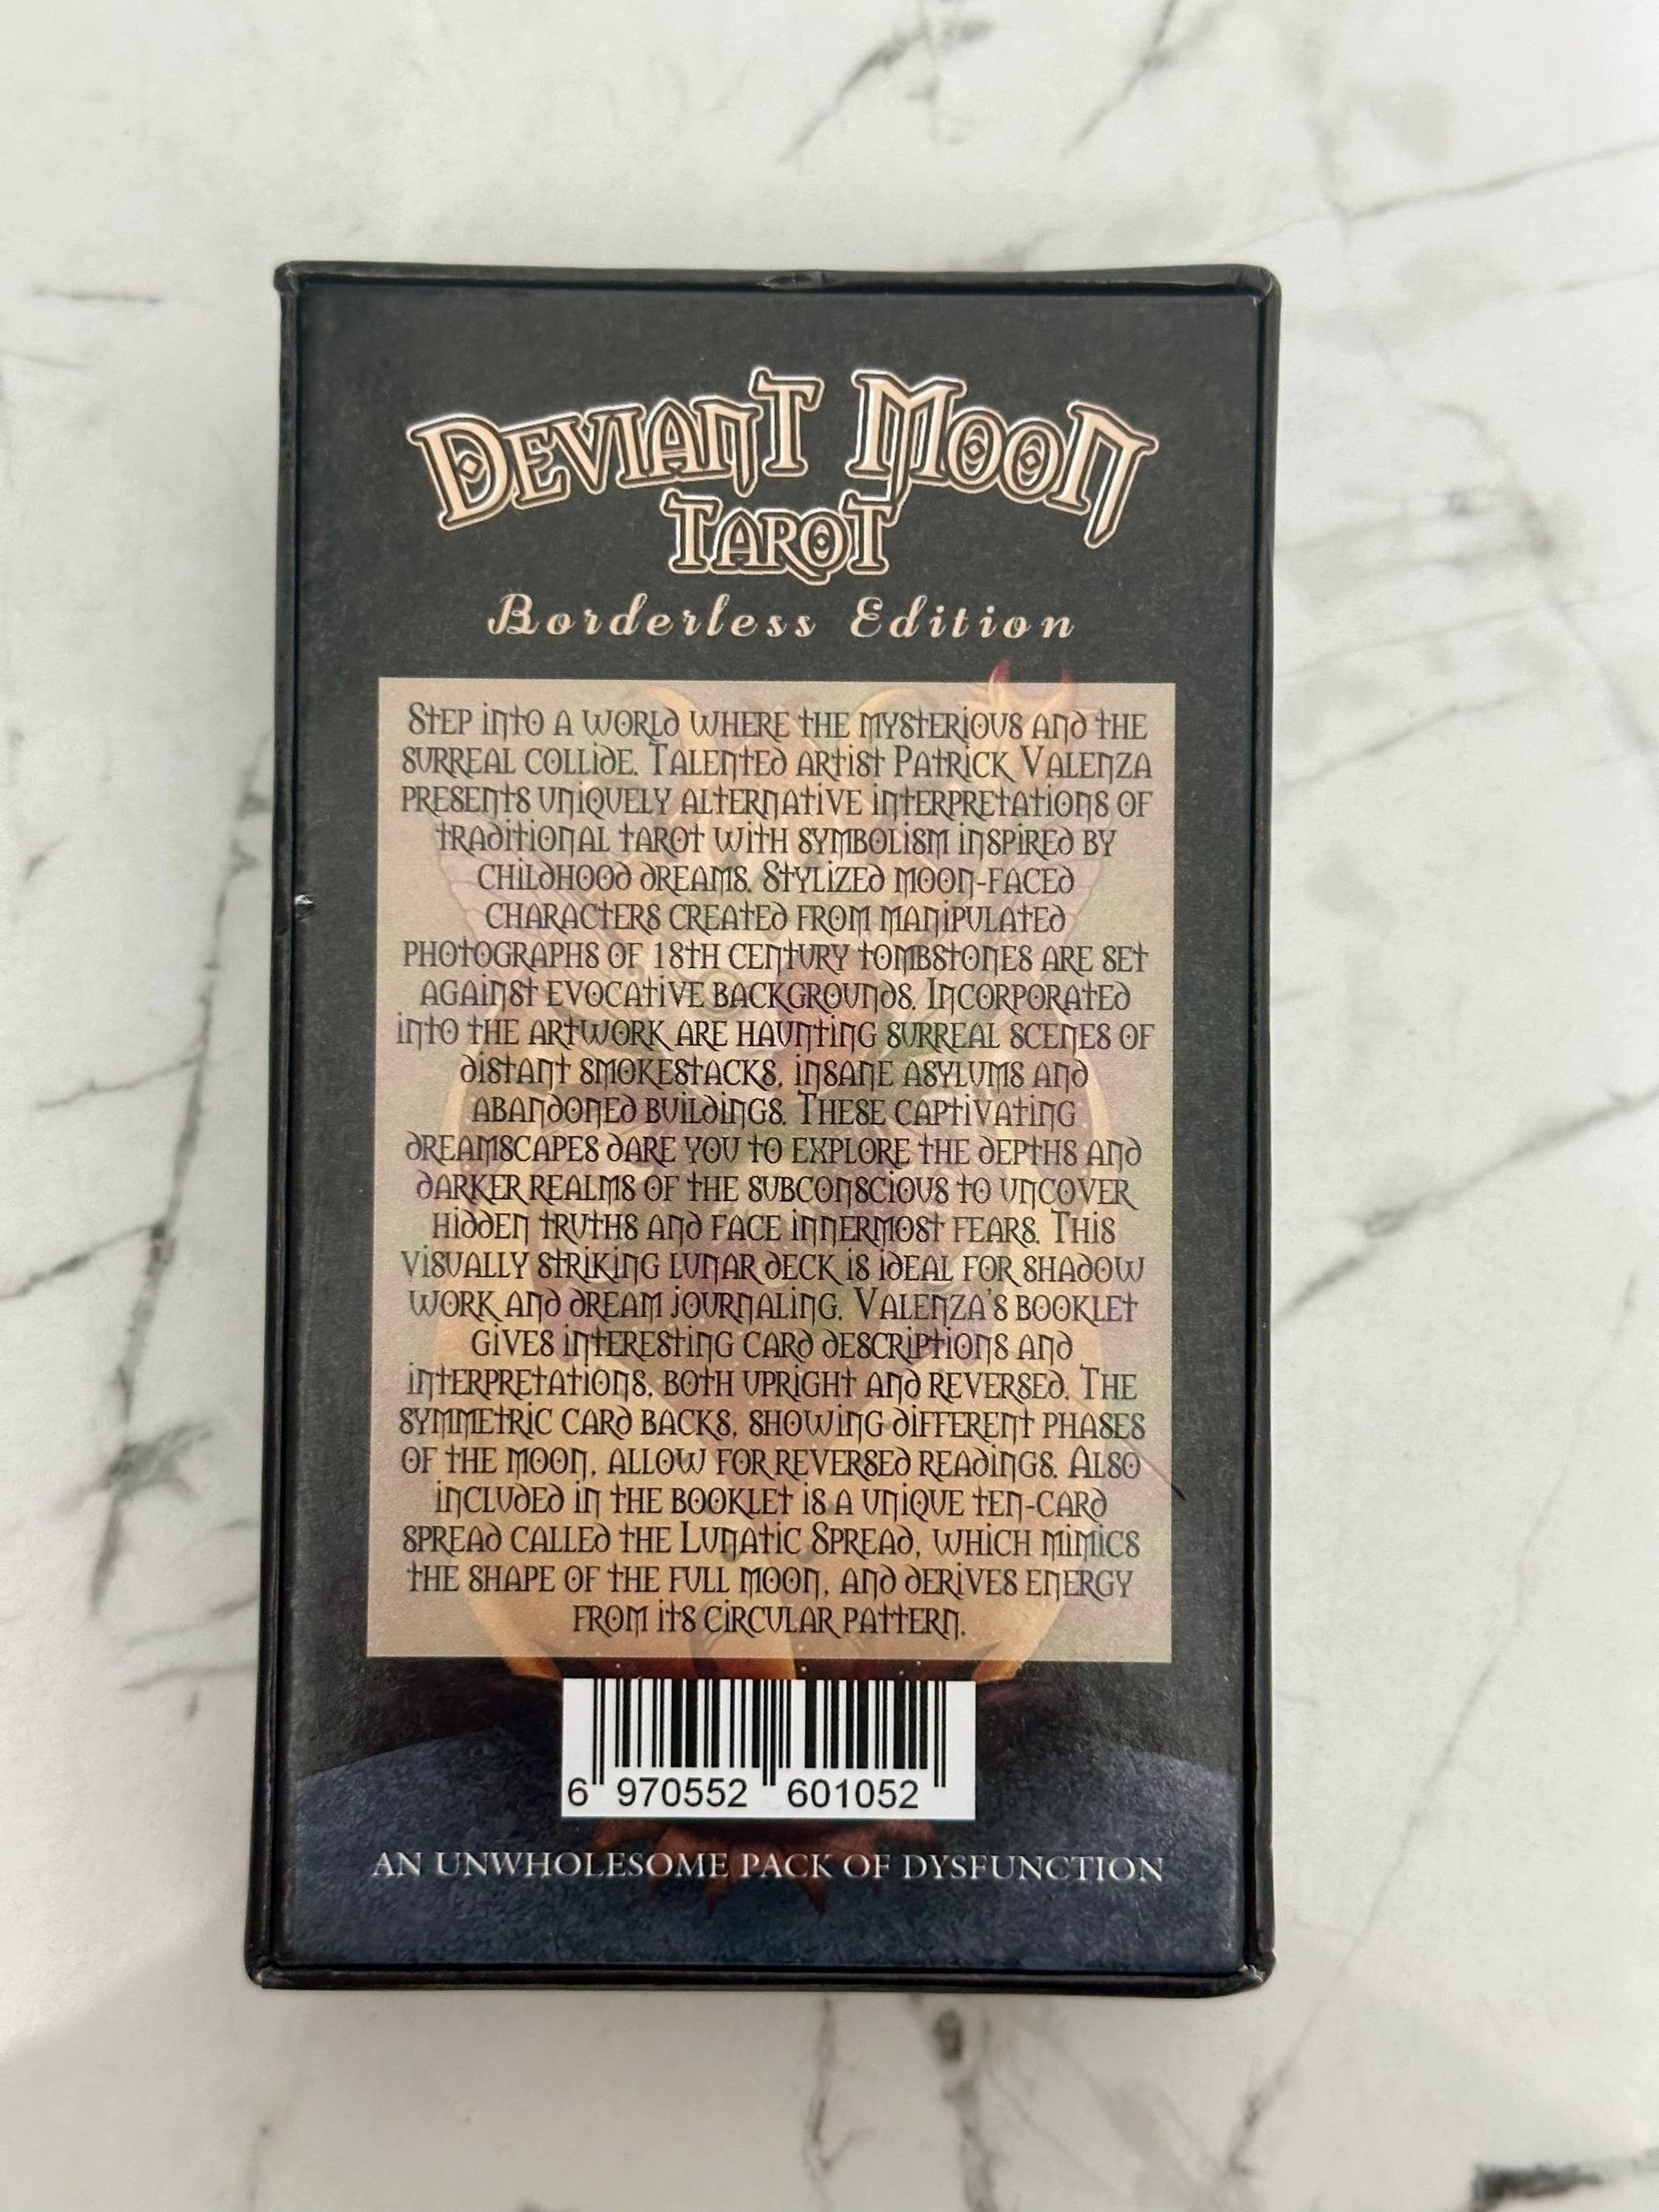 DEVIANT MOON
TAROT
Borderless Edition
STEP INTO A WORLD WHERE THE MYSTERIOUS AND THE
SURREAL COLLIDE. TALENTED ARTIST PATRICK VALENZA
PRESENTS UNIQUELY ALTERNATIVE INTERPRETATIONS OF
TRADITIONAL TAROT WITH SYMBOLISM INSPIRED BY
CHILDHOOD DREAMS. STYLIZED MOON-FACED
CHARACTERS CREATED FROM MANIPULATED
PHOTOGRAPHS OF 18TH CENTURY TOMBSTONES ARE SET
AGAINST EVOCATIVE BACKGROUNDS. INCORPORATED
INTO THE ARTWORK ARE HAUNTING SURREAL SCENES OF
DISTANT SMOKESTACKS, INSANE ASYLUMS AND
ABANDONED BUILDINGS. THESE CAPTIVATING
DREAMSCAPES DARE YOU TO EXPLORE THE DEPTHS AND
DARKER REALMS OF THE SUBCONSCIOUS TO UNCOVER
HIDDEN TRUTHS AND FACE INNERMOST FEARS. THIS
VISUALLY STRIKING LUNAR DECK IS IDEAL FOR SHADOW
WORK AND DREAM JOURNALING. VALENZA'S BOOKLET
GIVES INTERESTING CARD DESCRIPTIONS AND
INTERPRETATIONS, BOTH UPRIGHT AND REVERSED. THE
SYMMETRIC CARD BACKS, SHOWING DIFFERENT PHASES
OF THE MOON, ALLOW FOR REVERSED READINGS. ALSO
INCLUDED IN THE BOOKLET IS A UNIQUE TEN-CARD
SPREAD CALLED THE LUNATIC SPREAD, WHICH MIMICS
THE SHAPE OF THE FULL MOON, AND DERIVES ENERGY
FROM ITS CIRCULAR PATTERN.
6 970552 601052
AN UNWHOLESOME PACK OF DYSFUNCTION